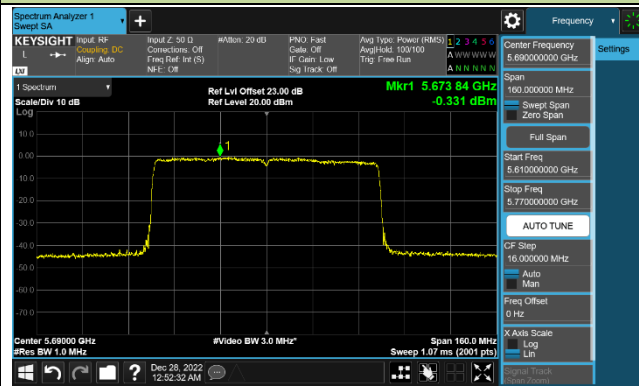 Spectrum Analyzer 1
Swept SA
Frequency
KEYSIGHT
Input: RF
Coupling: DC
Align: Auto
Input Z: 50 Ω
Corrections: Off
Freq Ref: Int (S)
NFE: Off
#Atten: 20 dB
PNO: Fast
Gate: Off
IF Gain: Low
Sig Track: Off
Avg Type: Power (RMS)
Avg|Hold: 100/100
Trig: Free Run
1 2 3 4 5 6
A W W W W W
A N N N N N
L
LXI
1 Spectrum
Scale/Div 10 dB
Log
Ref Lvl Offset 23.00 dB
Ref Level 20.00 dBm
Mkr1 5.673 84 GHz
-0.331 dBm
1
10.0
0.00
-10.0
-20.0
-30.0
-40.0
-50.0
-60.0
-70.0
Center 5.69000 GHz
#Res BW 1.0 MHz
#Video BW 3.0 MHz*
Span 160.0 MHz
Sweep 1.07 ms (2001 pts)
Dec 28, 2022
12:52:32 AM
Center Frequency
5.690000000 GHz
Settings
Span
160.000000 MHz
Swept Span
Zero Span
Full Span
Start Freq
5.610000000 GHz
Stop Freq
5.770000000 GHz
AUTO TUNE
CF Step
16.000000 MHz
Auto
Man
Freq Offset
0 Hz
X Axis Scale
Log
Lin
Signal Track
(Span Zoom)